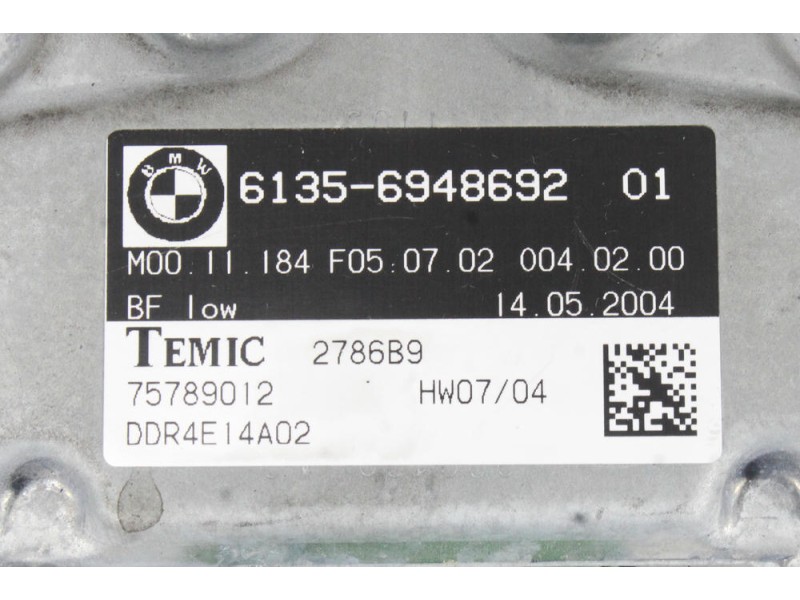 BMW
6135-6948692 01
M00.11.184 F05.07.02 004.02.00
BF low 14.05.2004
TEMIC 2786B9
75789012 HW07/04
DDR4E14A02